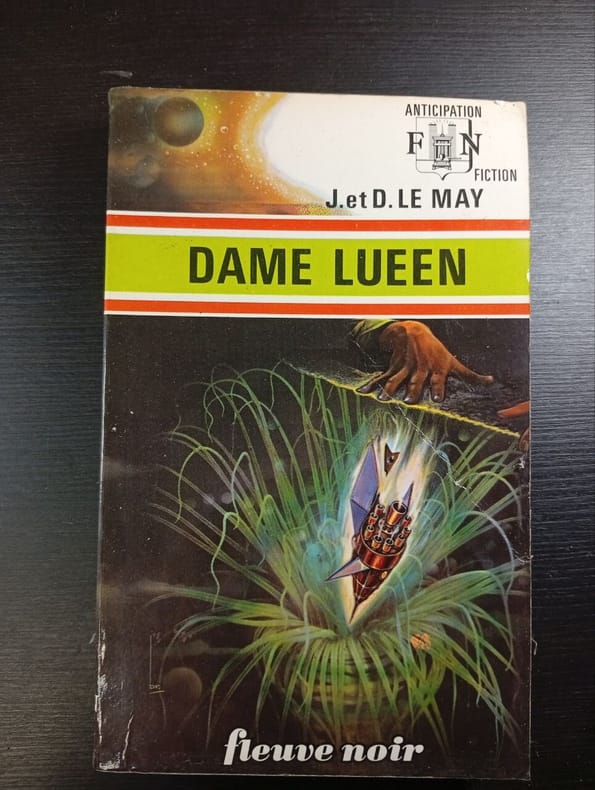 ANTICIPATION
F N
FICTION
J. et D. LE MAY
DAME LUEEN
fleuve noir